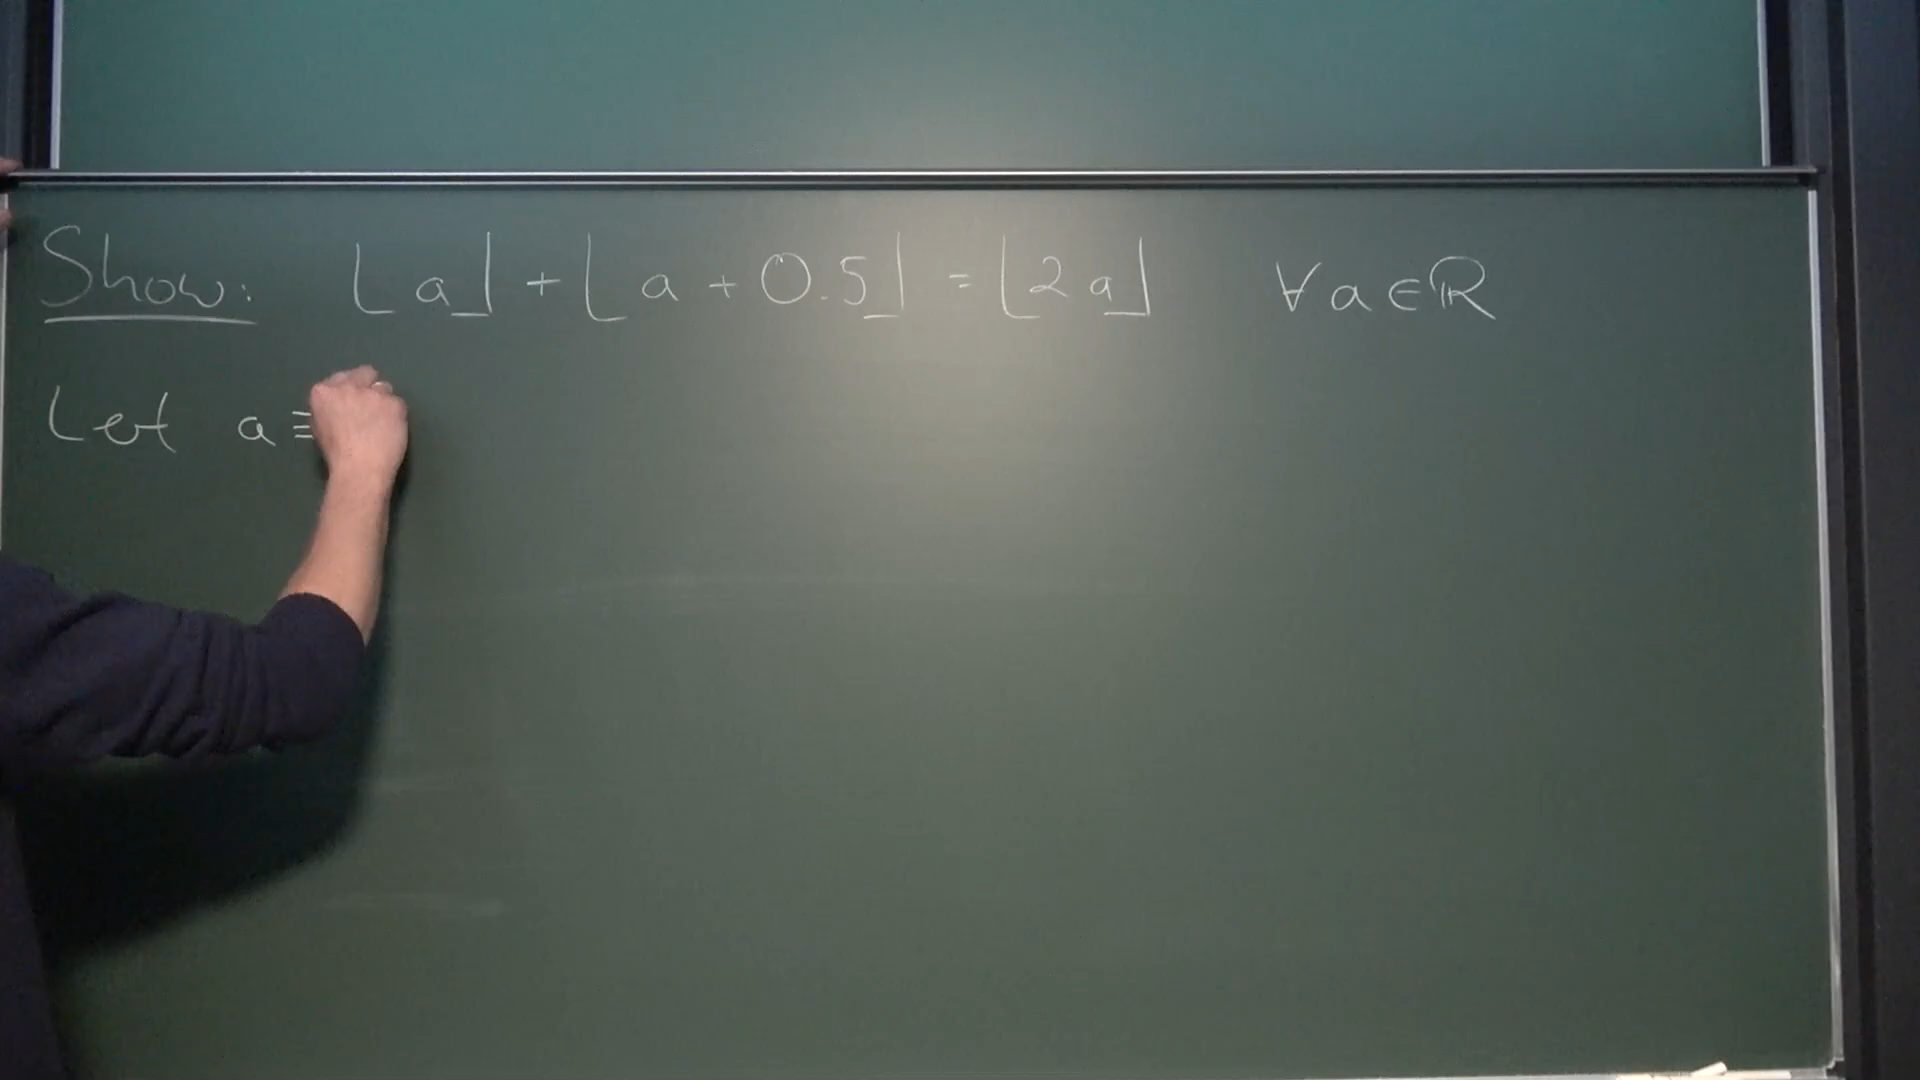 Show: ⌊a⌋ + ⌊a + 0.5⌋ = ⌊2a⌋ ∀a∈ℝ
Let a ≡